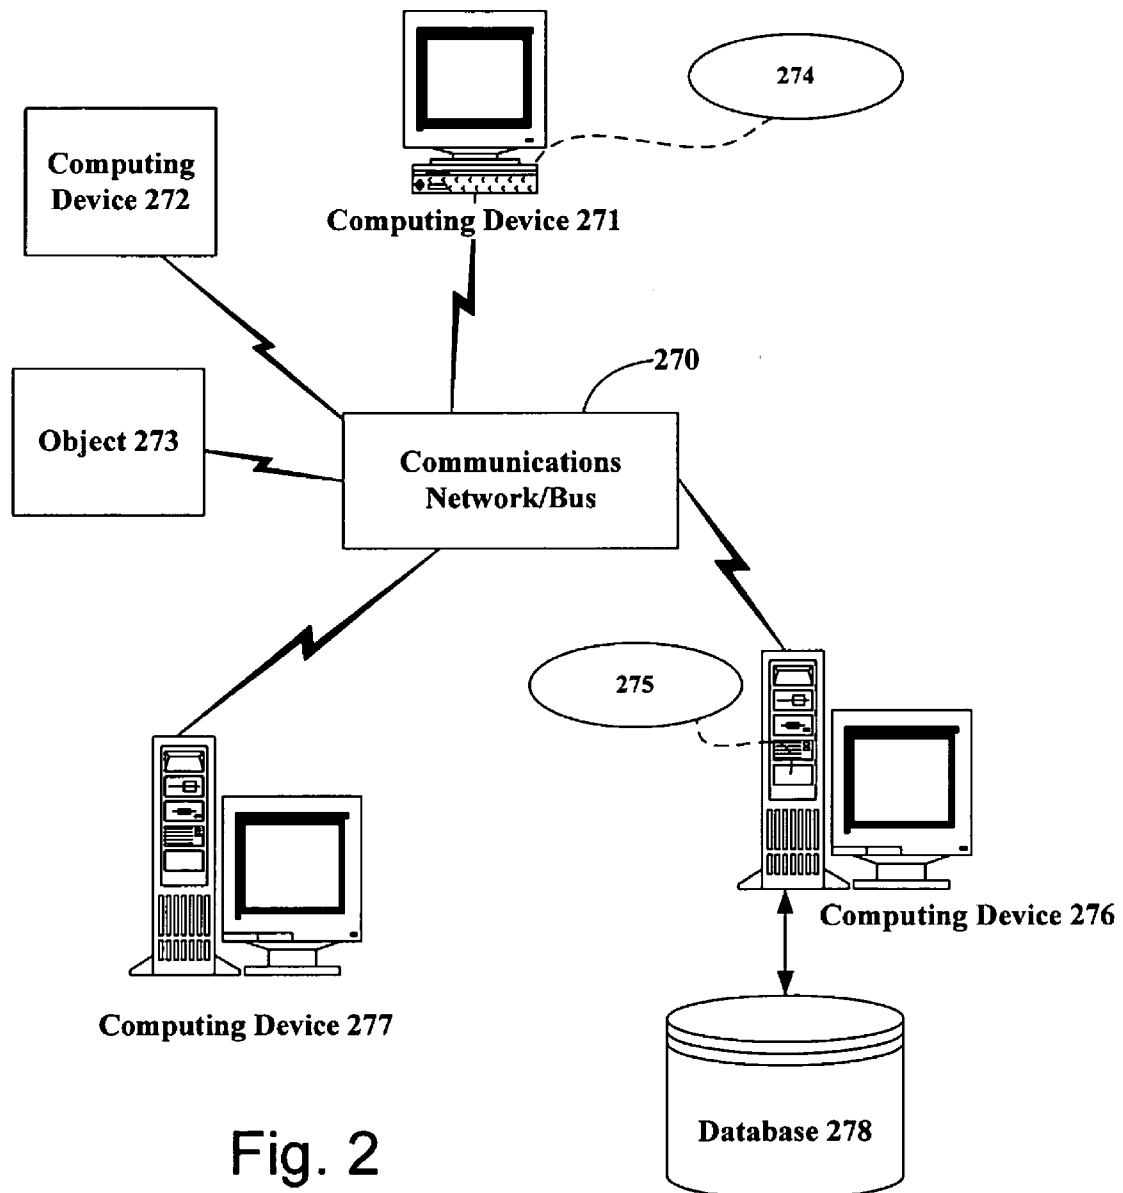 274
Computing
Device 272
Computing Device 271
270
Object 273
Communications
Network/Bus
275
Computing Device 276
Computing Device 277
Database 278
Fig. 2